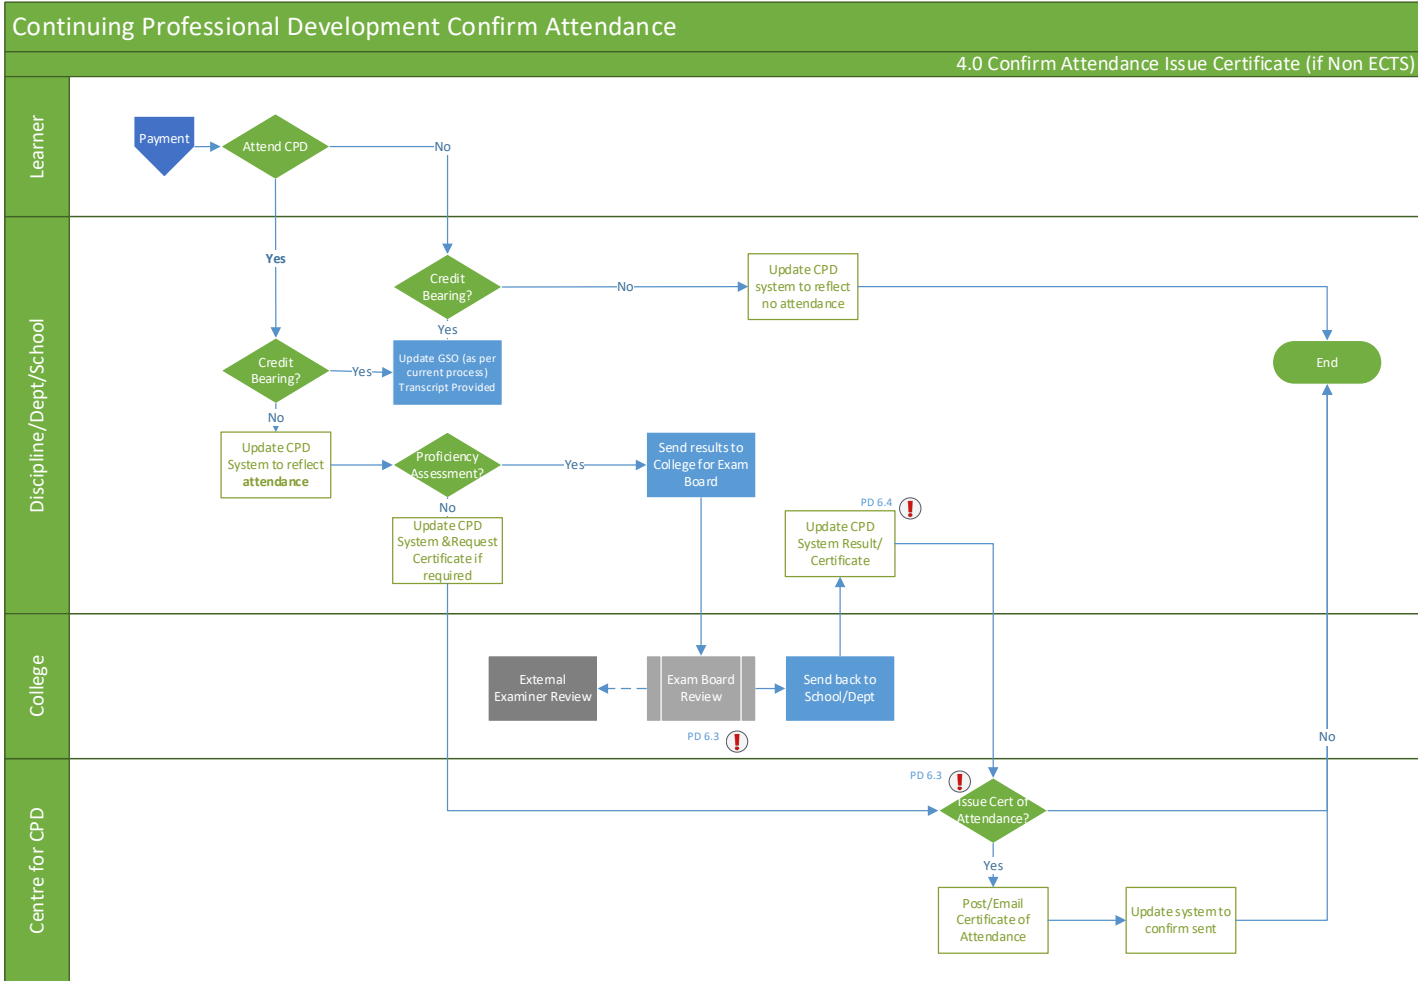 Continuing Professional Development Confirm Attendance
4.0 Confirm Attendance Issue Certificate (if Non ECTS)
Learner
Payment
Attend CPD
No
Yes
Discipline/Dept/School
Credit
Bearing?
No
Update CPD
system to reflect
no attendance
Yes
Credit
Bearing?
Yes
Update GSO (as per
current process)
Transcript Provided
End
No
Update CPD
System to reflect
attendance
Proficiency
Assessment?
Yes
Send results to
College for Exam
Board
No
Update CPD
System &Request
Certificate if
required
PD 6.4
Update CPD
System Result/
Certificate
College
External
Examiner Review
Exam Board
Review
Send back to
School/Dept
PD 6.3
No
Centre for CPD
PD 6.3
Issue Cert of
Attendance?
Yes
Post/Email
Certificate of
Attendance
Update system to
confirm sent